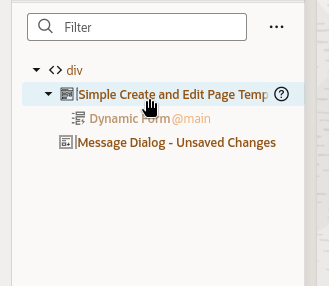 Filter
div
Simple Create and Edit Page Temp
Dynamic Form @main
Message Dialog - Unsaved Changes